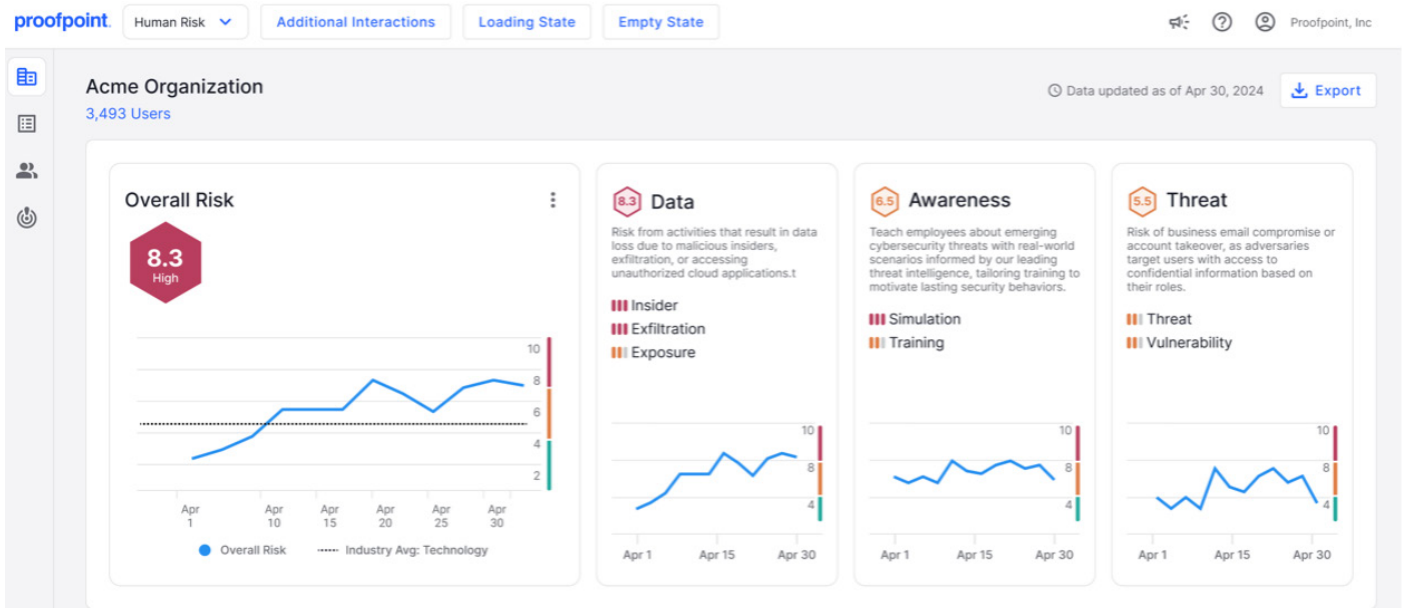 proofpoint.
Human Risk
Additional Interactions
Loading State
Empty State
Proofpoint, Inc
Acme Organization
3,493 Users
Data updated as of Apr 30, 2024
Export
Overall Risk
8.3
High
10
8
6
4
2
Apr 1
Apr 10
Apr 15
Apr 20
Apr 25
Apr 30
Overall Risk
Industry Avg: Technology
8.3 Data
Risk from activities that result in data
loss due to malicious insiders,
exfiltration, or accessing
unauthorized cloud applications.t
Insider
Exfiltration
Exposure
10
8
4
Apr 1
Apr 15
Apr 30
6.5 Awareness
Teach employees about emerging
cybersecurity threats with real-world
scenarios informed by our leading
threat intelligence, tailoring training to
motivate lasting security behaviors.
Simulation
Training
10
8
4
Apr 1
Apr 15
Apr 30
5.5 Threat
Risk of business email compromise or
account takeover, as adversaries
target users with access to
confidential information based on
their roles.
Threat
Vulnerability
10
8
4
Apr 1
Apr 15
Apr 30